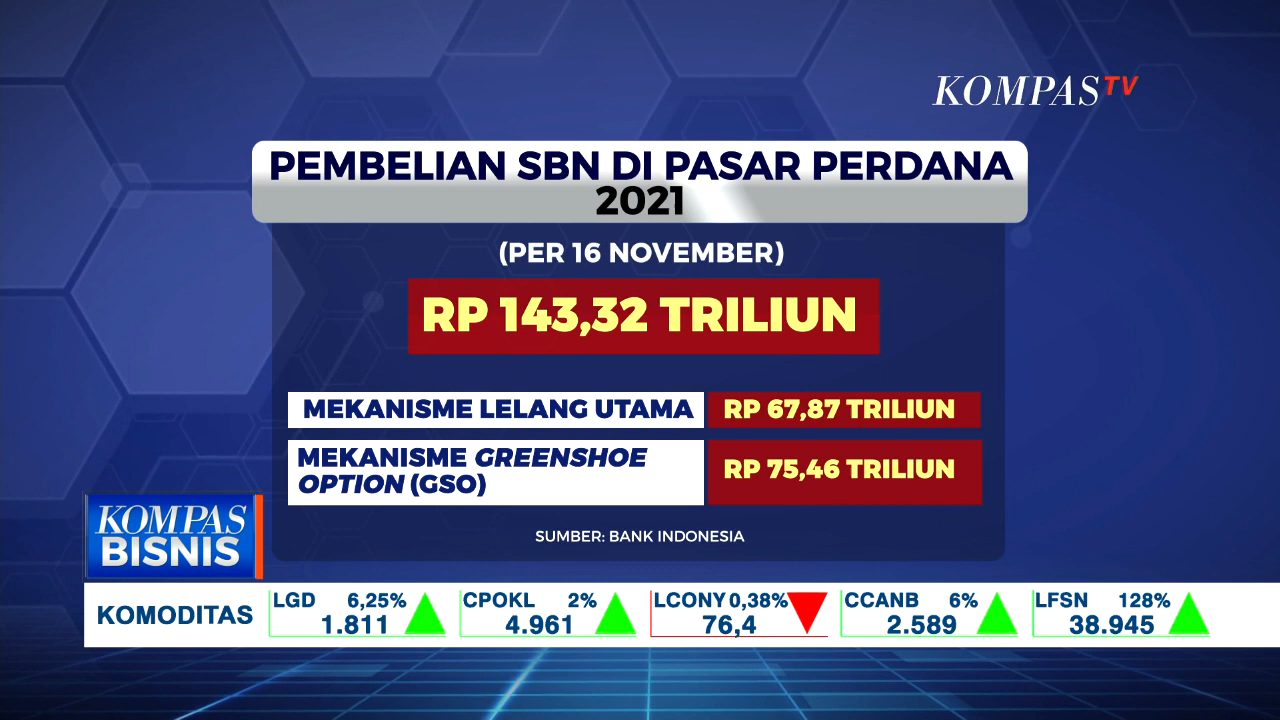 KOMPAS TV
PEMBELIAN SBN DI PASAR PERDANA
2021
(PER 16 NOVEMBER)
RP 143,32 TRILIUN
MEKANISME LELANG UTAMA RP 67,87 TRILIUN
MEKANISME GREENSHOE
OPTION (GSO)
RP 75,46 TRILIUN
SUMBER: BANK INDONESIA
KOMPAS
BISNIS
KOMODITAS
LGD 6,25%
1.811
CPOKL 2%
4.961
LCONY 0,38%
76,4
CCANB 6%
2.589
LFSN 128%
38.945